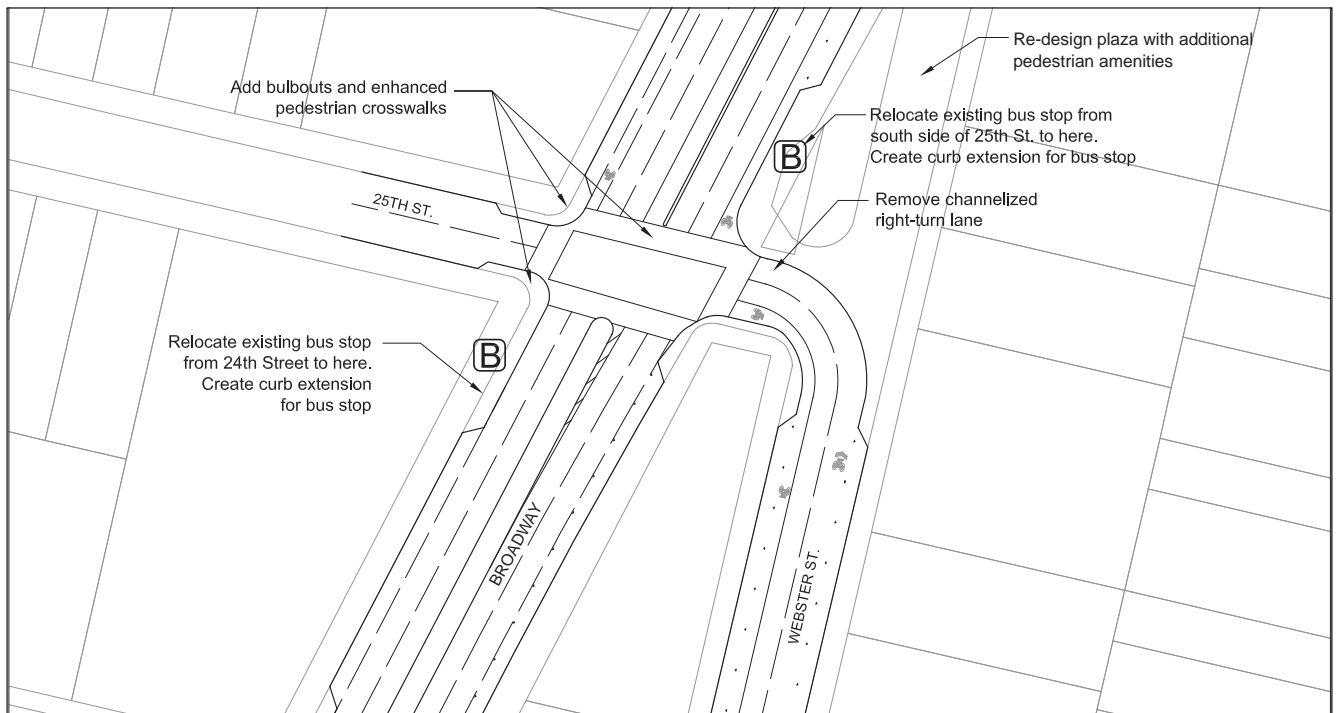 Re-design plaza with additional
pedestrian amenities
Add bulbouts and enhanced
pedestrian crosswalks
Relocate existing bus stop from
south side of 25th St. to here.
Create curb extension for bus stop
B
Remove channelized
right-turn lane
25TH ST.
Relocate existing bus stop
from 24th Street to here.
Create curb extension
for bus stop
B
BROADWAY
WEBSTER ST.